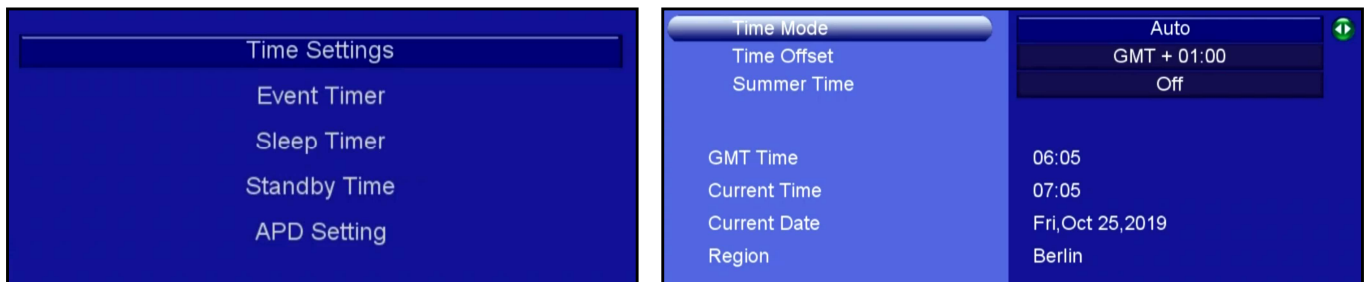 Time Settings
Event Timer
Sleep Timer
Standby Time
APD Setting
Time Mode Auto
Time Offset GMT + 01:00
Summer Time Off
GMT Time 06:05
Current Time 07:05
Current Date Fri,Oct 25,2019
Region Berlin